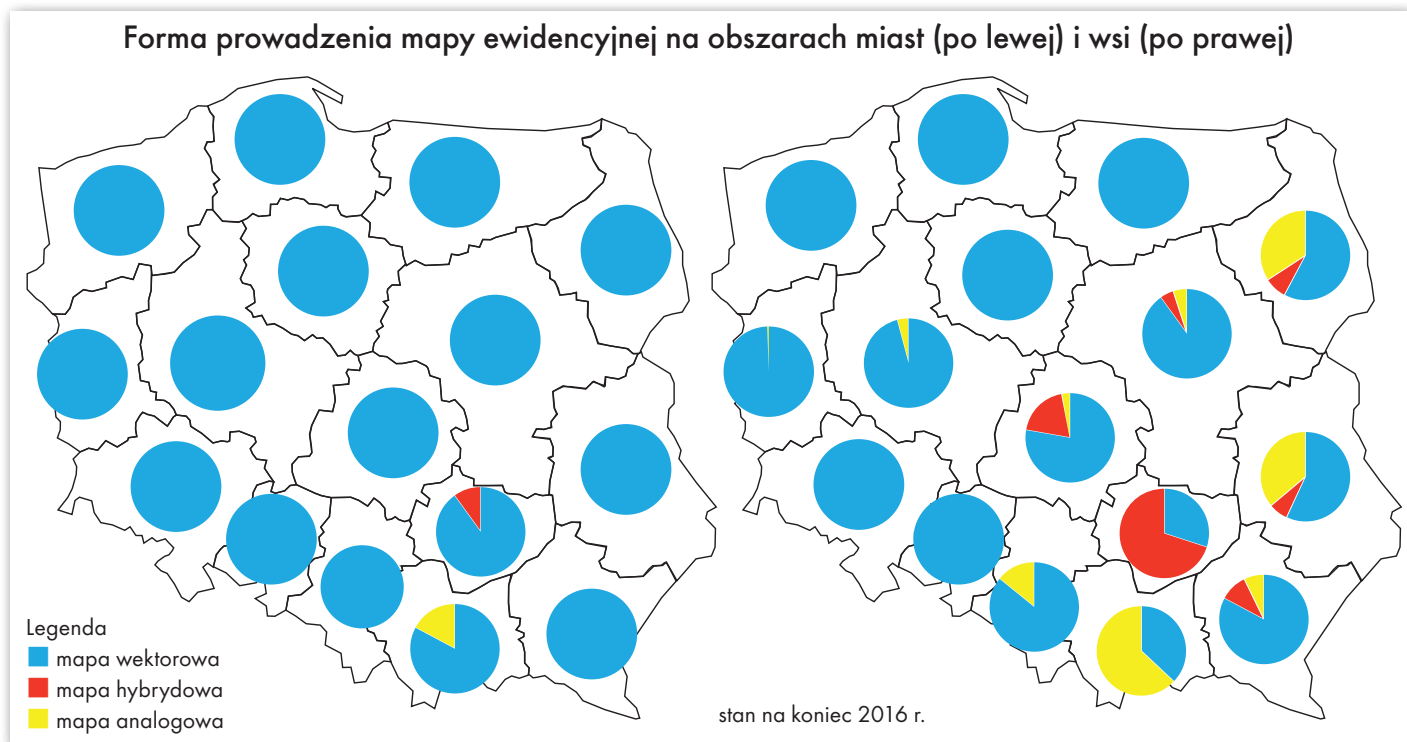 Forma prowadzenia mapy ewidencyjnej na obszarach miast (po lewej) i wsi (po prawej)
Legenda
mapa wektorowa
mapa hybrydowa
mapa analogowa
stan na koniec 2016 r.